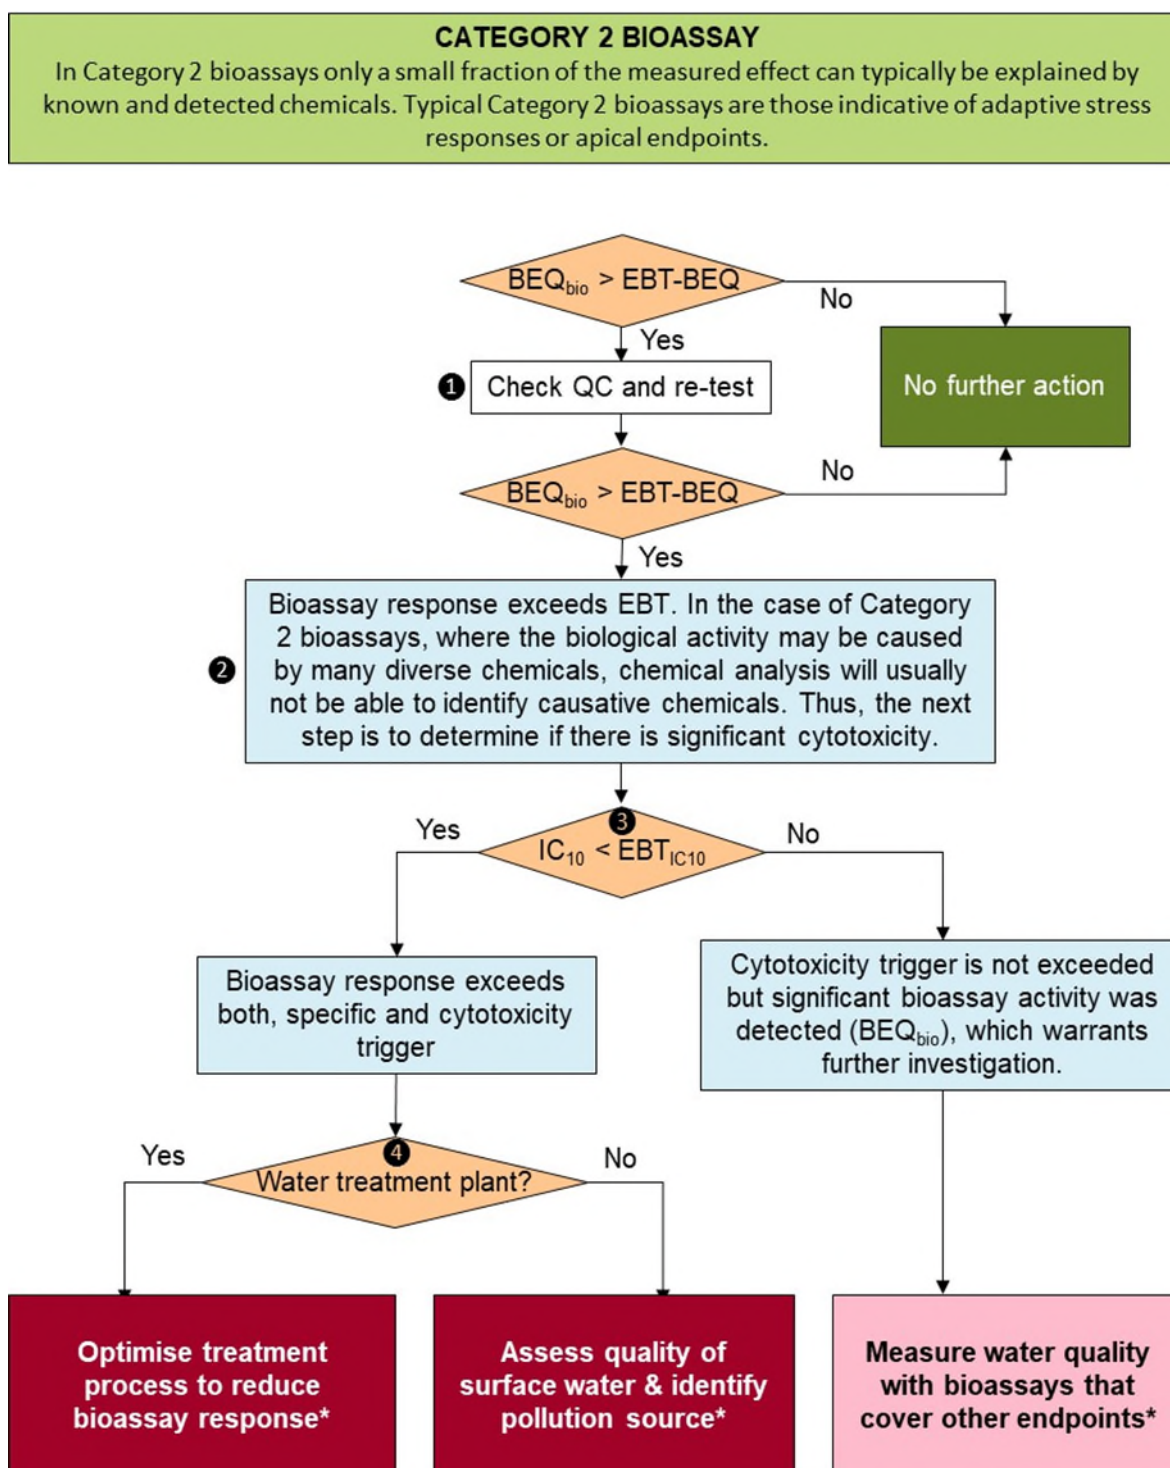 CATEGORY 2 BIOASSAY
In Category 2 bioassays only a small fraction of the measured effect can typically be explained by
known and detected chemicals. Typical Category 2 bioassays are those indicative of adaptive stress
responses or apical endpoints.
BEQbio > EBT-BEQ
No
Yes
1 Check QC and re-test
No further action
BEQbio > EBT-BEQ
No
Yes
Bioassay response exceeds EBT. In the case of Category
2 bioassays, where the biological activity may be caused
2 by many diverse chemicals, chemical analysis will usually
not be able to identify causative chemicals. Thus, the next
step is to determine if there is significant cytotoxicity.
3
Yes
No
IC10 < EBTIC10
Bioassay response exceeds
both, specific and cytotoxicity
trigger
Cytotoxicity trigger is not exceeded
but significant bioassay activity was
detected (BEQbio), which warrants
further investigation.
4
Yes
No
Water treatment plant?
Optimise treatment
process to reduce
bioassay response*
Assess quality of
surface water & identify
pollution source*
Measure water quality
with bioassays that
cover other endpoints*